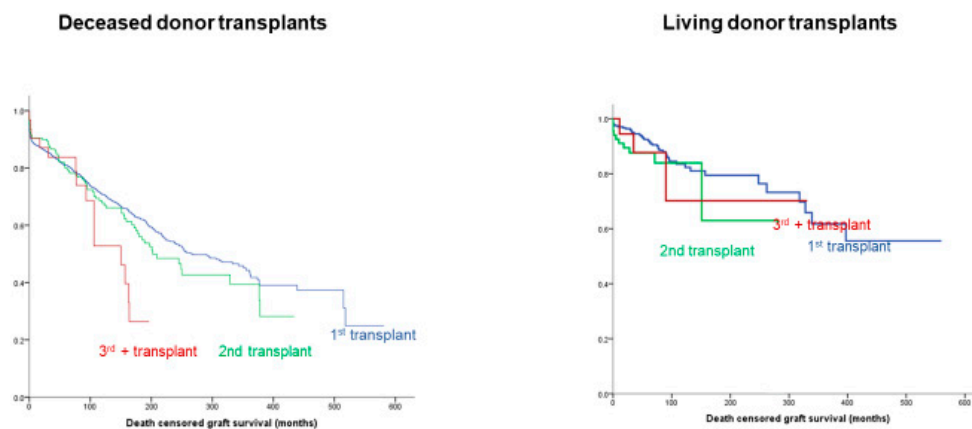 Deceased donor transplants
1.0
0.8
0.6
0.4
0.2
0.0
3rd + transplant
2nd transplant
1st transplant
0
100
200
300
400
500
600
Death censored graft survival (months)
Living donor transplants
1.0
0.8
0.6
0.4
0.2
0.0
3rd + transplant
2nd transplant
1st transplant
0
100
200
300
400
500
600
Death censored graft survival (months)